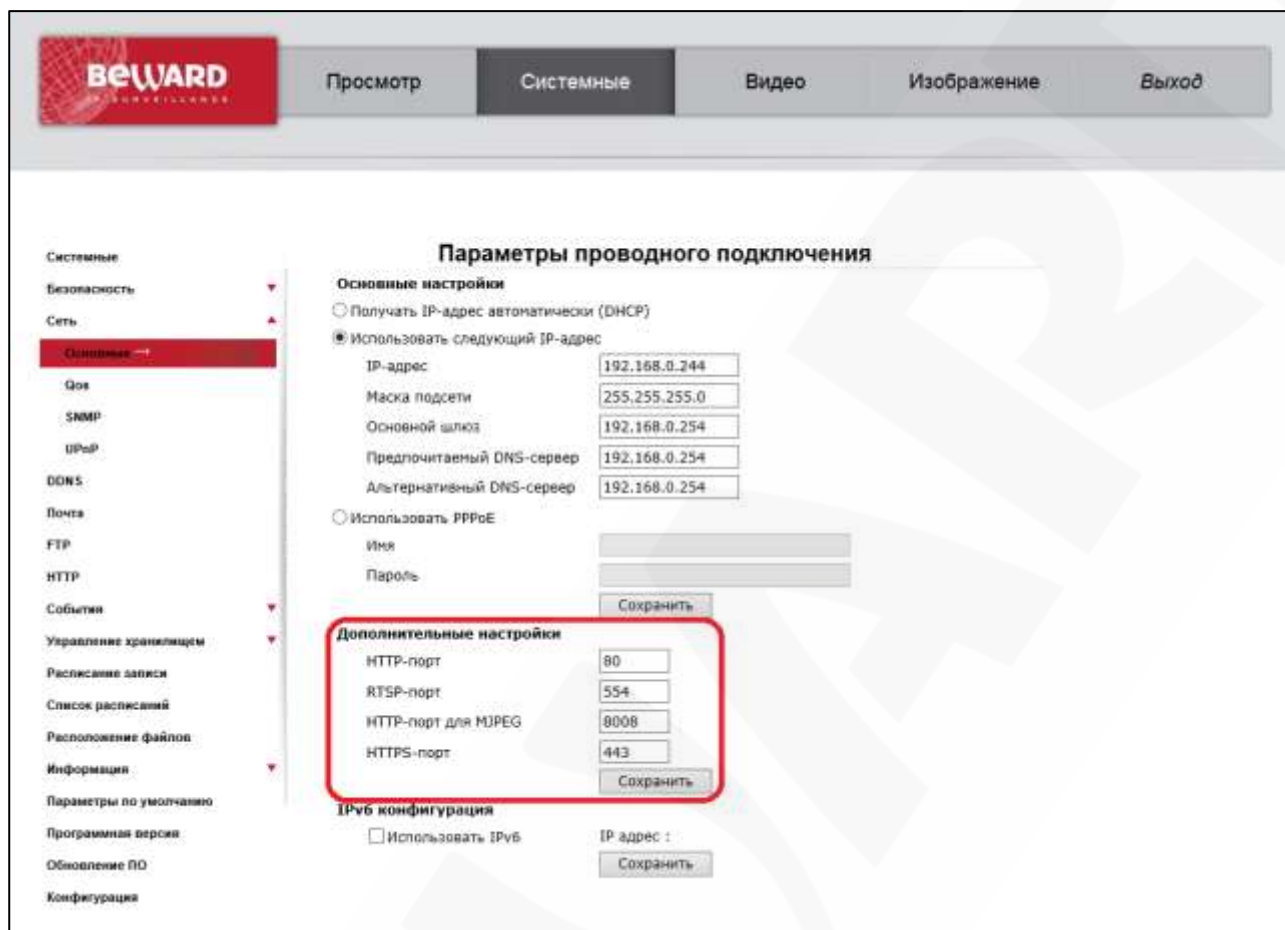 BEWARD
Просмотр
Системные
Видео
Изображение
Выход
Системные
Безопасность
Сеть
Основные →
Qos
SNMP
UPnP
DDNS
Почта
FTP
HTTP
События
Управление хранилищем
Расписание записи
Список расписаний
Расположение файлов
Информация
Параметры по умолчанию
Программная версия
Обновление ПО
Конфигурация
Параметры проводного подключения
Основные настройки
Получать IP-адрес автоматически (DHCP)
Использовать следующий IP-адрес
IP-адрес 192.168.0.244
Маска подсети 255.255.255.0
Основной шлюз 192.168.0.254
Предпочитаемый DNS-сервер 192.168.0.254
Альтернативный DNS-сервер 192.168.0.254
Использовать PPPoE
Имя
Пароль
Сохранить
Дополнительные настройки
HTTP-порт 80
RTSP-порт 554
HTTP-порт для MJPEG 8008
HTTPS-порт 443
Сохранить
IPv6 конфигурация
Использовать IPv6 IP адрес :
Сохранить